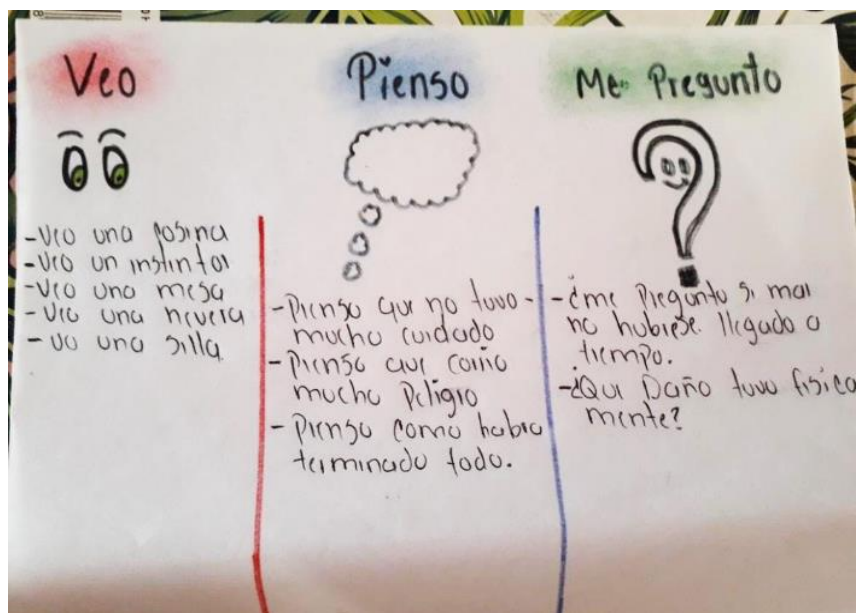 Veo
-Veo una cosina
-Veo un instintor
-Veo una mesa
-Veo una nevera
-Veo una silla
Pienso
-Pienso que no tuvo
mucho cuidado
-Pienso que corrio
mucho Peligro
-Pienso como habra
terminado todo.
Me Pregunto
-¿me Pregunto si
no hubiese llegado a
tiempo.
-¿Que Daño tuvo fisica
mente?